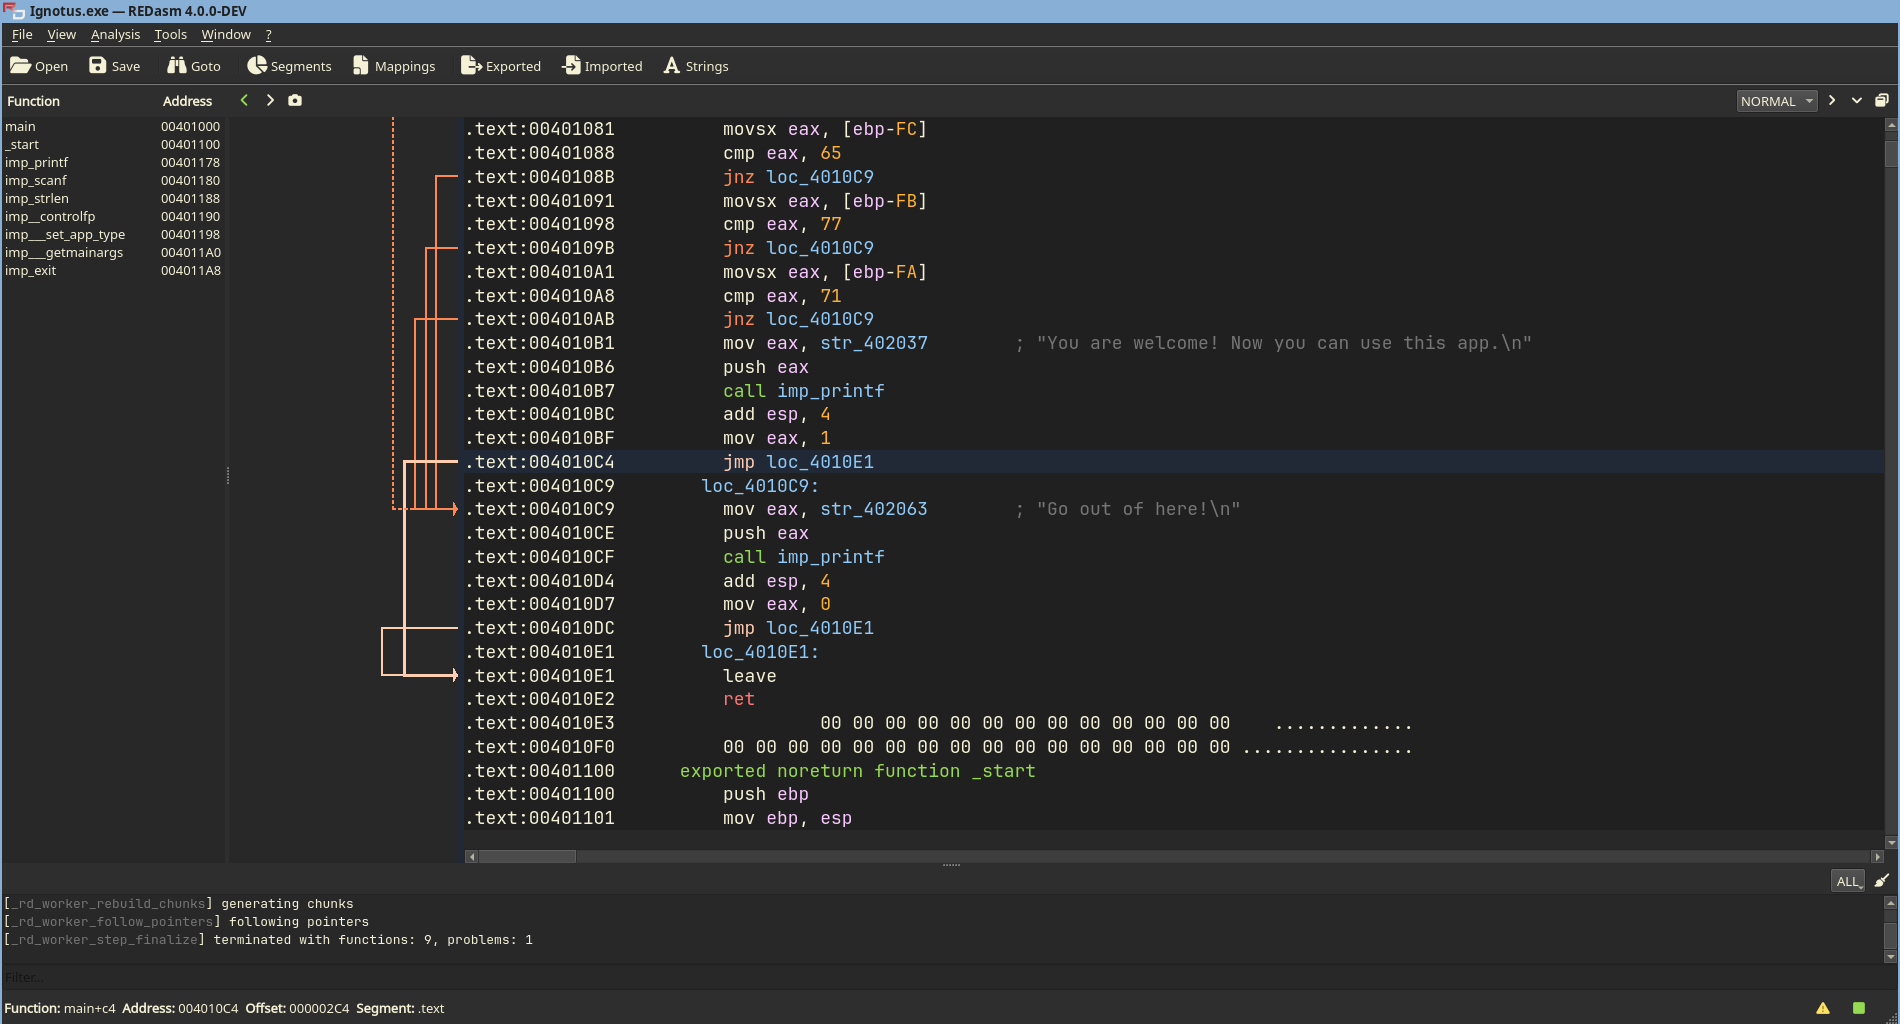 Ignotus.exe — REDasm 4.0.0-DEV
File View Analysis Tools Window ?
Open Save Goto Segments Mappings Exported Imported Strings
Function Address NORMAL
main 00401000
_start 00401100
imp_printf 00401178
imp_scanf 00401180
imp_strlen 00401188
imp__controlfp 00401190
imp___set_app_type 00401198
imp___getmainargs 004011A0
imp_exit 004011A8
.text:00401081 movsx eax, [ebp-FC]
.text:00401088 cmp eax, 65
.text:0040108B jnz loc_4010C9
.text:00401091 movsx eax, [ebp-FB]
.text:00401098 cmp eax, 77
.text:0040109B jnz loc_4010C9
.text:004010A1 movsx eax, [ebp-FA]
.text:004010A8 cmp eax, 71
.text:004010AB jnz loc_4010C9
.text:004010B1 mov eax, str_402037 ; "You are welcome! Now you can use this app.\n"
.text:004010B6 push eax
.text:004010B7 call imp_printf
.text:004010BC add esp, 4
.text:004010BF mov eax, 1
.text:004010C4 jmp loc_4010E1
.text:004010C9 loc_4010C9:
.text:004010C9 mov eax, str_402063 ; "Go out of here!\n"
.text:004010CE push eax
.text:004010CF call imp_printf
.text:004010D4 add esp, 4
.text:004010D7 mov eax, 0
.text:004010DC jmp loc_4010E1
.text:004010E1 loc_4010E1:
.text:004010E1 leave
.text:004010E2 ret
.text:004010E3 00 00 00 00 00 00 00 00 00 00 00 00 00 .............
.text:004010F0 00 00 00 00 00 00 00 00 00 00 00 00 00 00 00 00 ................
.text:00401100 exported noreturn function _start
.text:00401100 push ebp
.text:00401101 mov ebp, esp
ALL
[_rd_worker_rebuild_chunks] generating chunks
[_rd_worker_follow_pointers] following pointers
[_rd_worker_step_finalize] terminated with functions: 9, problems: 1
Filter...
Function: main+c4 Address: 004010C4 Offset: 000002C4 Segment: .text